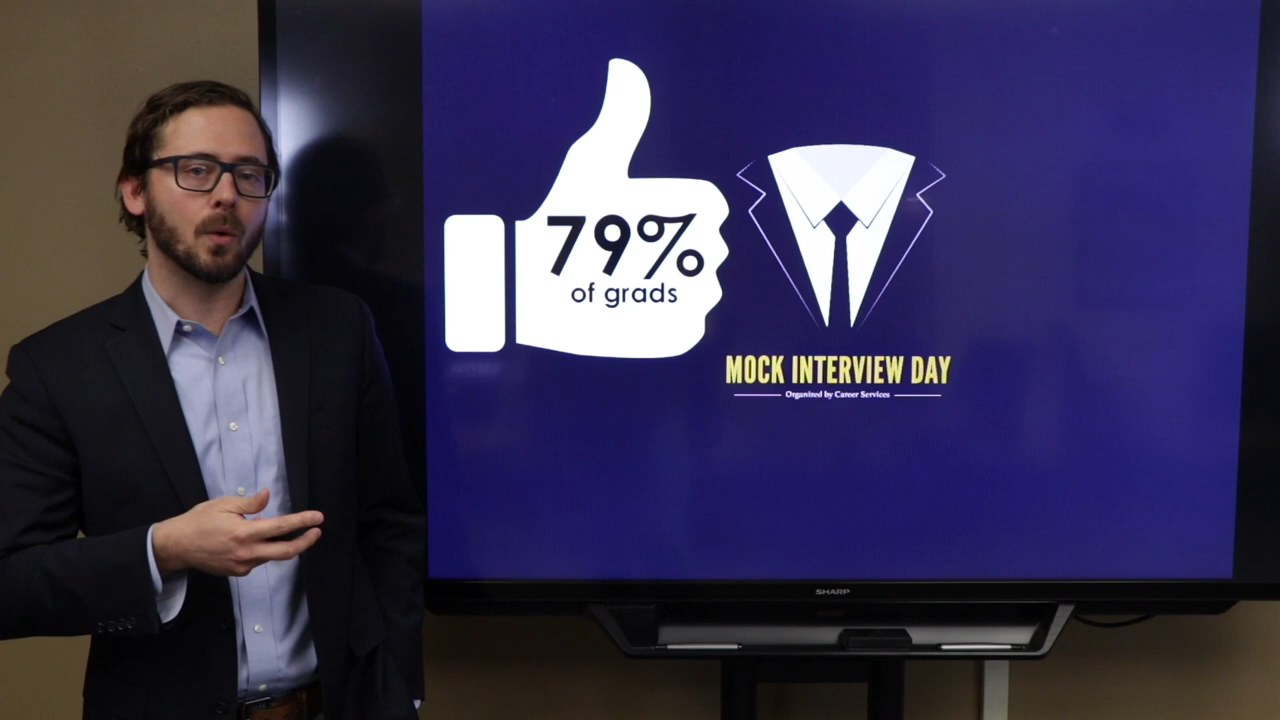 79%
of grads
MOCK INTERVIEW DAY
Organized by Career Services
SHARP